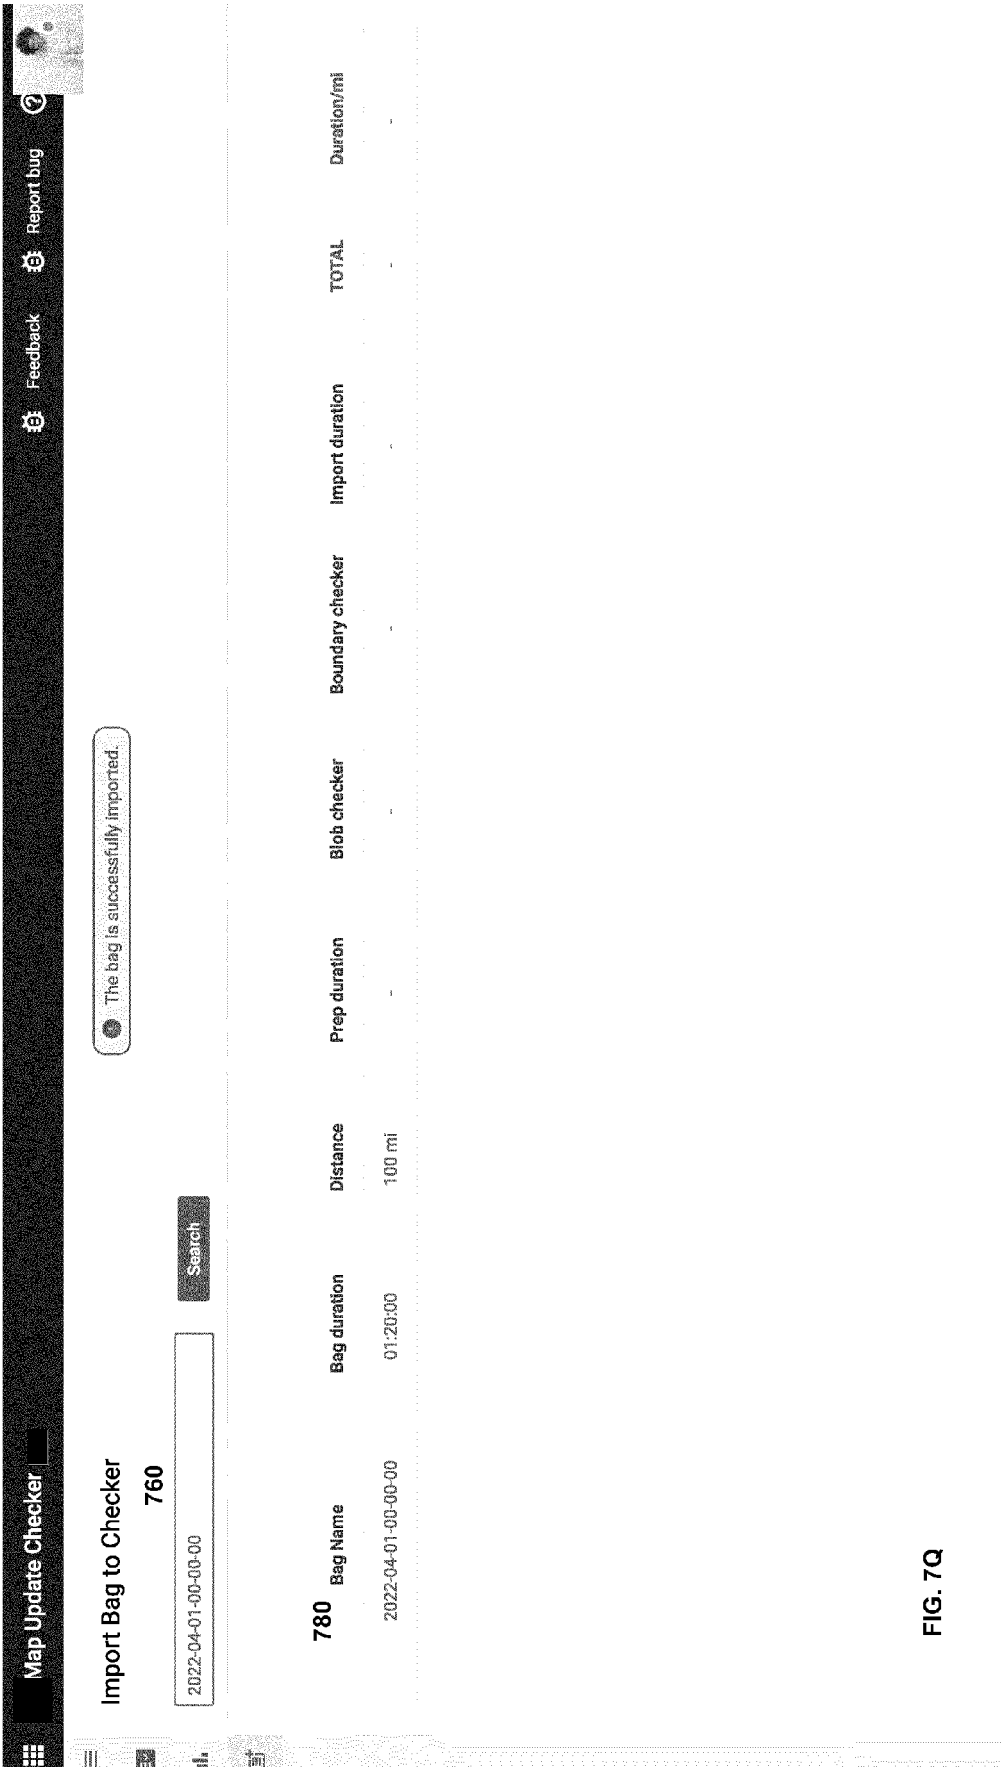 Map Update Checker
Feedback
Report bug
?
Import Bag to Checker
The bag is successfully imported.
760
2022-04-01-00-00-00
Search
780
Bag Name Bag duration Distance Prep duration Blob checker Boundary checker Import duration TOTAL Duration/mi
2022-04-01-00-00-00 01:20:00 100 mi - - - - - -
FIG. 7Q